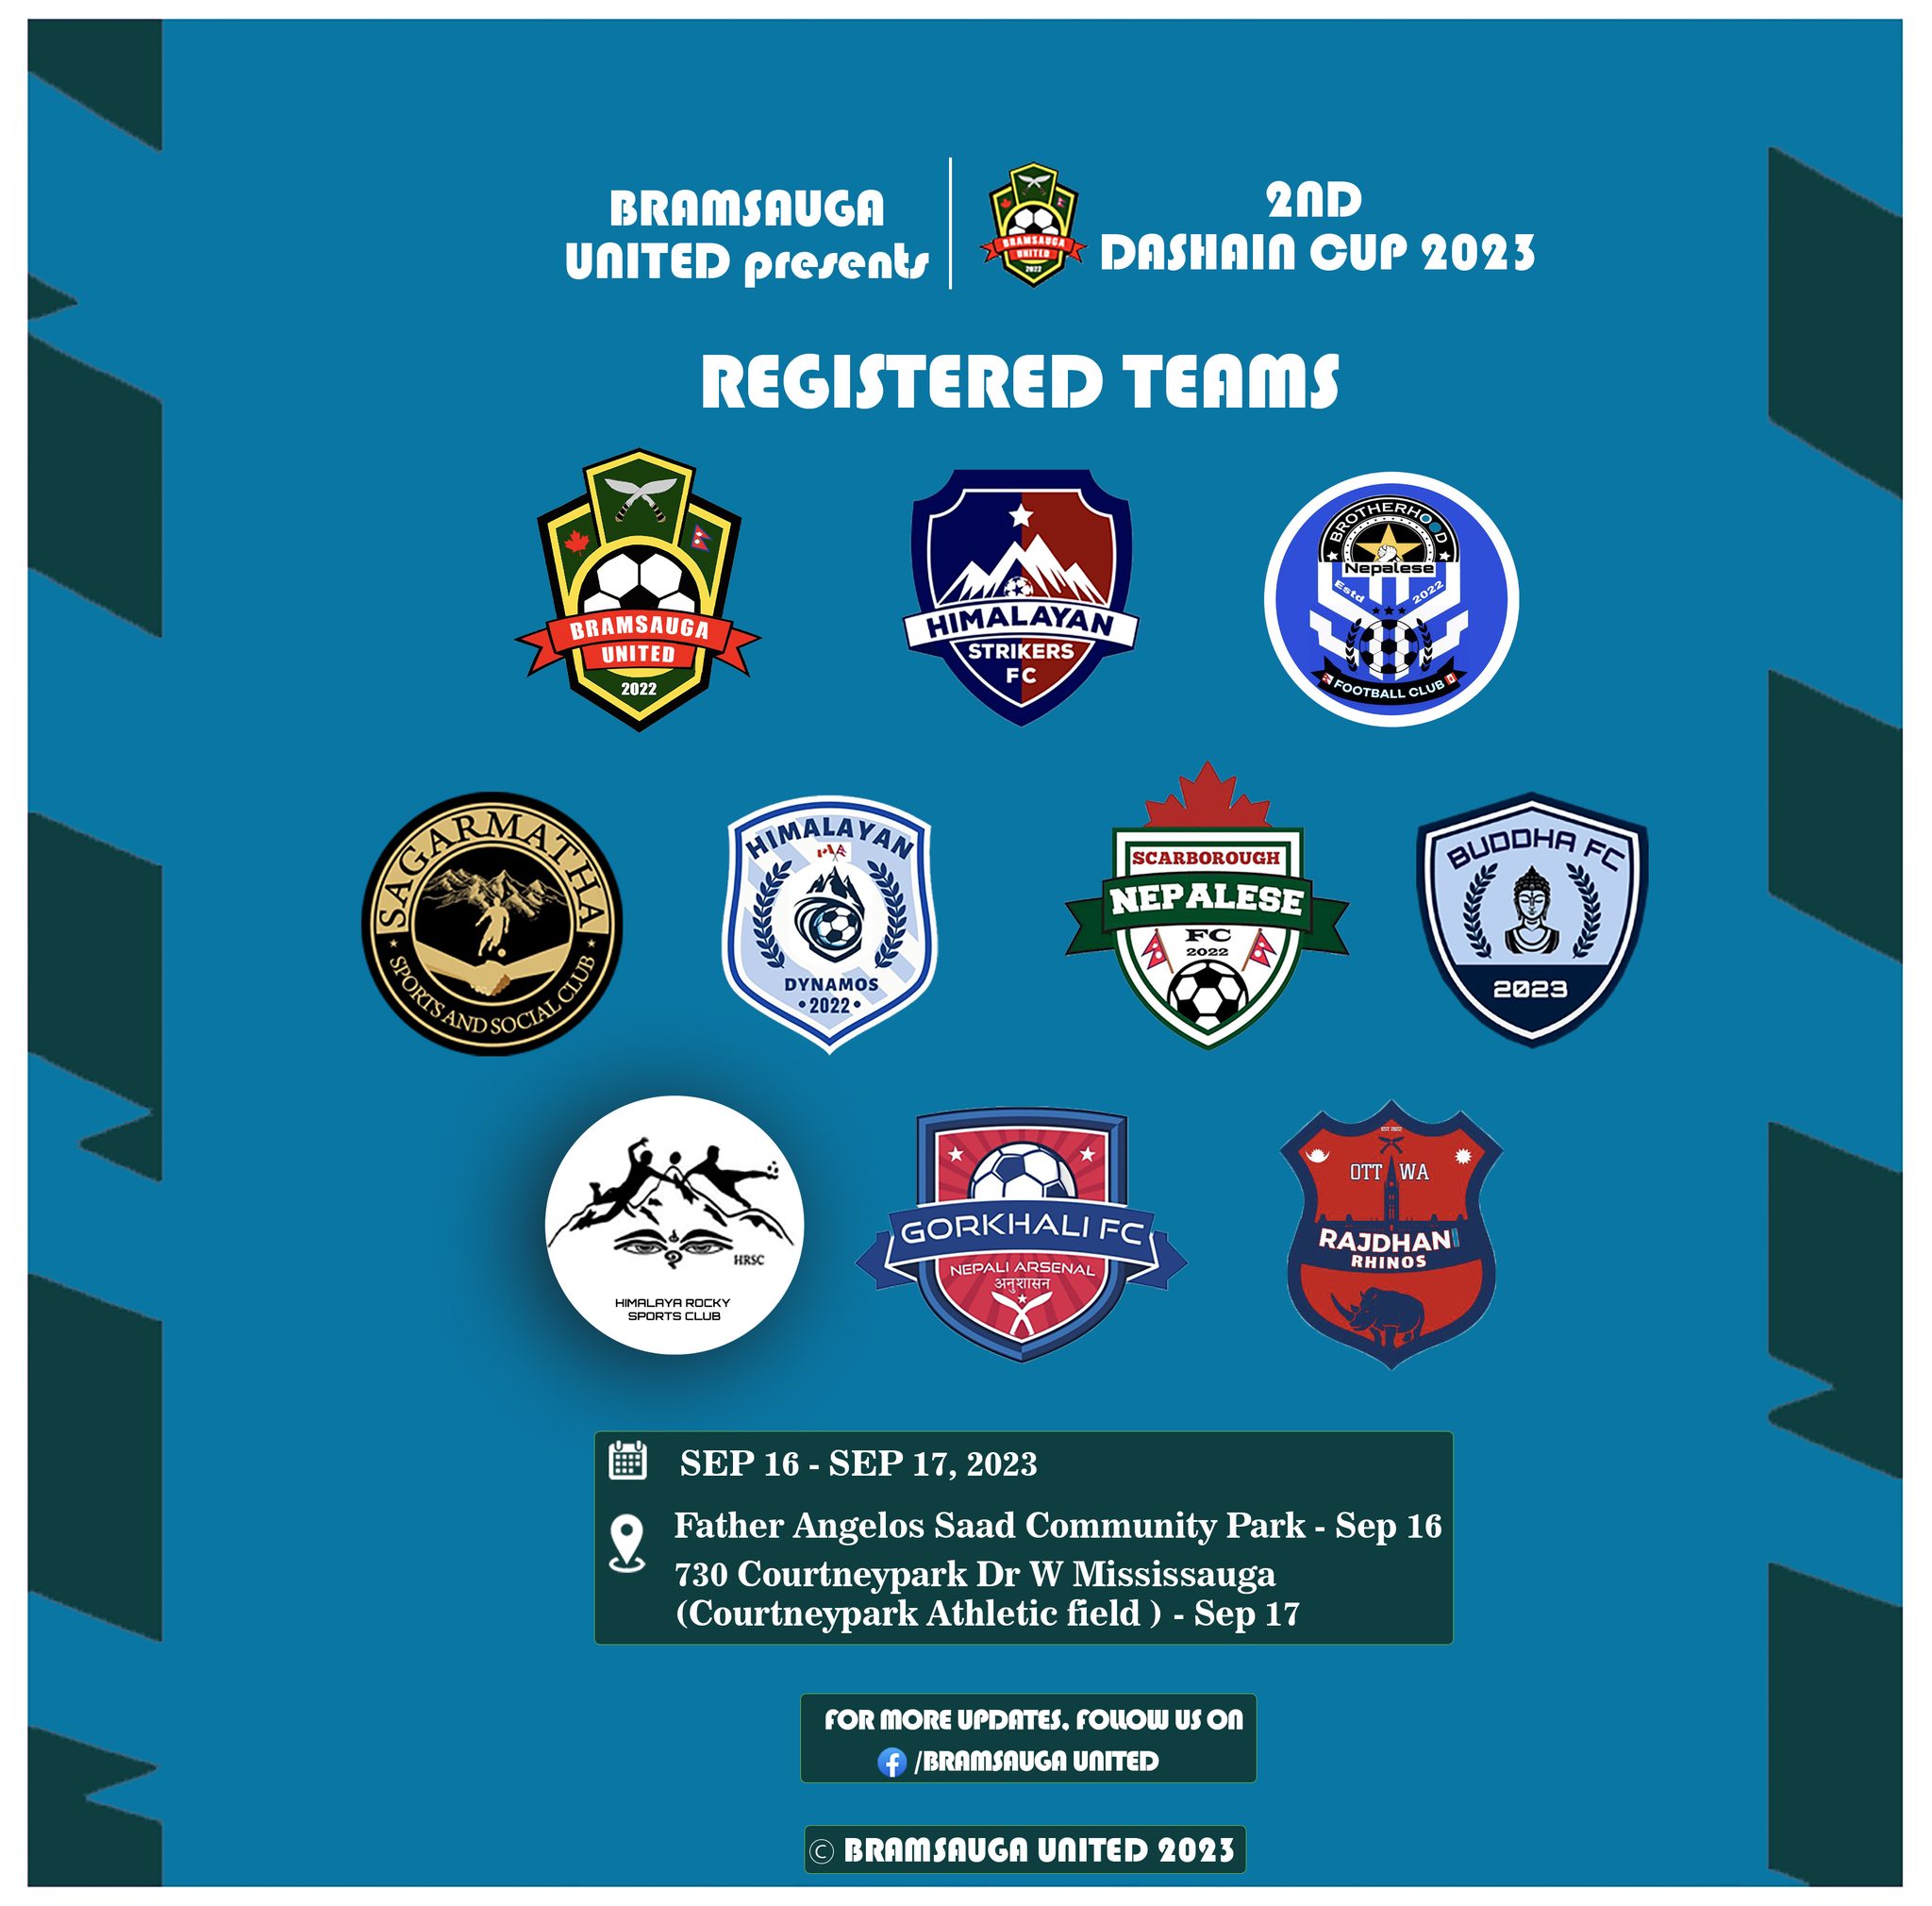 BRAMSAUGA
UNITED presents
BRAMSAUGA
UNITED
2022
2ND
DASHAIN CUP 2023
REGISTERED TEAMS
BRAMSAUGA
UNITED
2022
HIMALAYAN
STRIKERS
FC
BROTHERHOOD
Nepalese
Estd 2022
FOOTBALL CLUB
SAGARMATHA
SPORTS AND SOCIAL CLUB
HIMALAYAN
DYNAMOS
•2022•
SCARBOROUGH
NEPALESE
FC
2022
BUDDHA FC
2023
HRSC
HIMALAYA ROCKY
SPORTS CLUB
GORKHALI FC
NEPALI ARSENAL
अनुशासन
EST 2022
OTT WA
RAJDHANI
RHINOS
SEP 16 - SEP 17, 2023
Father Angelos Saad Community Park - Sep 16
730 Courtneypark Dr W Mississauga
(Courtneypark Athletic field ) - Sep 17
FOR MORE UPDATES, FOLLOW US ON
/BRAMSAUGA UNITED
© BRAMSAUGA UNITED 2023